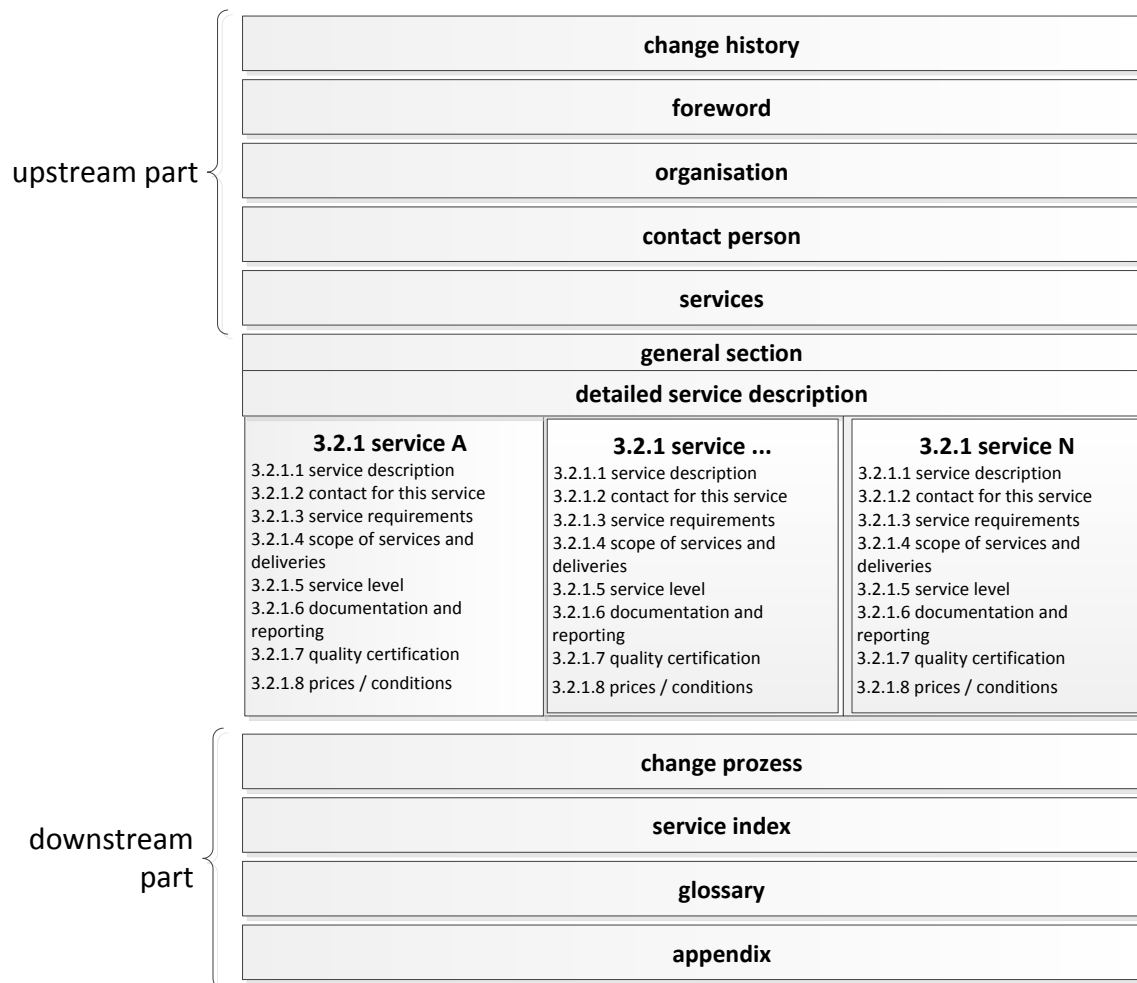 change history
foreword
upstream part
organisation
contact person
services
general section
detailed service description
3.2.1 service A
3.2.1.1 service description
3.2.1.2 contact for this service
3.2.1.3 service requirements
3.2.1.4 scope of services and
deliveries
3.2.1.5 service level
3.2.1.6 documentation and
reporting
3.2.1.7 quality certification
3.2.1.8 prices / conditions
3.2.1 service ...
3.2.1.1 service description
3.2.1.2 contact for this service
3.2.1.3 service requirements
3.2.1.4 scope of services and
deliveries
3.2.1.5 service level
3.2.1.6 documentation and
reporting
3.2.1.7 quality certification
3.2.1.8 prices / conditions
3.2.1 service N
3.2.1.1 service description
3.2.1.2 contact for this service
3.2.1.3 service requirements
3.2.1.4 scope of services and
deliveries
3.2.1.5 service level
3.2.1.6 documentation and
reporting
3.2.1.7 quality certification
3.2.1.8 prices / conditions
change prozess
service index
downstream
part
glossary
appendix